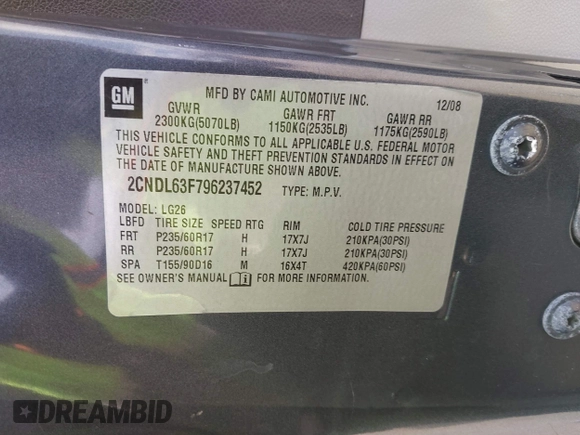 GM
MFD BY CAMI AUTOMOTIVE INC.
12/08
GVWR GAWR FRT GAWR RR
2300KG(5070LB) 1150KG(2535LB) 1175KG(2590LB)
THIS VEHICLE CONFORMS TO ALL APPLICABLE U.S. FEDERAL MOTOR
VEHICLE SAFETY AND THEFT PREVENTION STANDARDS IN EFFECT ON
THE DATE OF MANUFACTURE SHOWN ABOVE.
2CNDL63F796237452 TYPE: M.P.V.
MODEL: LG26
LBFD TIRE SIZE SPEED RTG RIM COLD TIRE PRESSURE
FRT P235/60R17 H 17X7J 210KPA(30PSI)
RR P235/60R17 H 17X7J 210KPA(30PSI)
SPA T155/90D16 M 16X4T 420KPA(60PSI)
SEE OWNER'S MANUAL FOR MORE INFORMATION.
DREAMBID